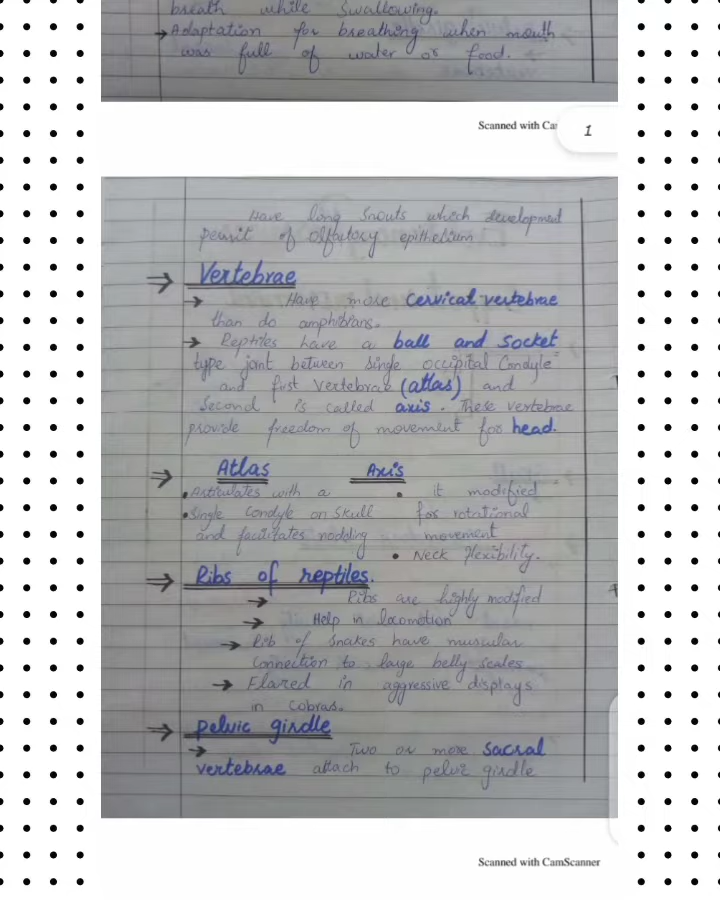 breath while swallowing.
→ Adaptation for breathing when mouth
was full of water or food.
Scanned with Ca
1
Have long snouts which development
permit of olfactory epithelium
⇒ Vertebrae
→ Have more cervical vertebrae
than do amphibians.
→ Reptiles have a ball and socket
type joint between single occipital Condyle
and first vertebrae (atlas) and
Second is called axis. These vertebrae
provide freedom of movement for head.
⇒ Atlas Axis
• Articulates with a • it modified
• Single Condyle on skull for rotational
and facilitates nodding movement
• Neck flexibility.
⇒ Ribs of reptiles.
→ Ribs are highly modified
→ Help in locomotion
→ Rib of snakes have muscular
Connection to large belly scales
→ Flared in aggressive displays
in Cobras.
⇒ pelvic girdle
→ Two or more sacral
vertebrae attach to pelvic girdle
Scanned with CamScanner